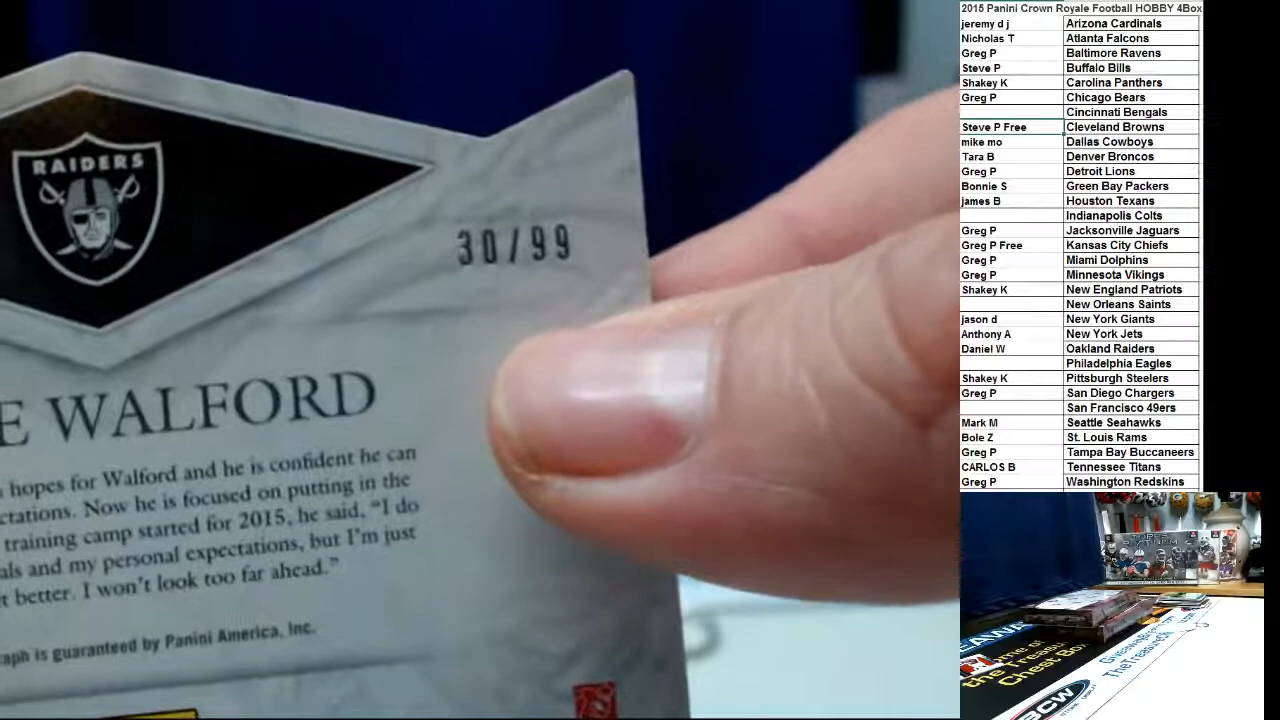 RAIDERS
30/99
E WALFORD
hopes for Walford and he is confident he can
ctations. Now he is focused on putting in the
training camp started for 2015, he said, “I do
als and my personal expectations, but I'm just
better. I won't look too far ahead.”
aph is guaranteed by Panini America, Inc.
2015 Panini Crown Royale Football HOBBY 4Box
jeremy d j Arizona Cardinals
Nicholas T Atlanta Falcons
Greg P Baltimore Ravens
Steve P Buffalo Bills
Shakey K Carolina Panthers
Greg P Chicago Bears
Cincinnati Bengals
Steve P Free Cleveland Browns
mike mo Dallas Cowboys
Tara B Denver Broncos
Greg P Detroit Lions
Bonnie S Green Bay Packers
james B Houston Texans
Indianapolis Colts
Greg P Jacksonville Jaguars
Greg P Free Kansas City Chiefs
Greg P Miami Dolphins
Greg P Minnesota Vikings
Shakey K New England Patriots
New Orleans Saints
jason d New York Giants
Anthony A New York Jets
Daniel W Oakland Raiders
Philadelphia Eagles
Shakey K Pittsburgh Steelers
Greg P San Diego Chargers
San Francisco 49ers
Mark M Seattle Seahawks
Bole Z St. Louis Rams
Greg P Tampa Bay Buccaneers
CARLOS B Tennessee Titans
Greg P Washington Redskins
the Treasure
Chest Bo
BCW